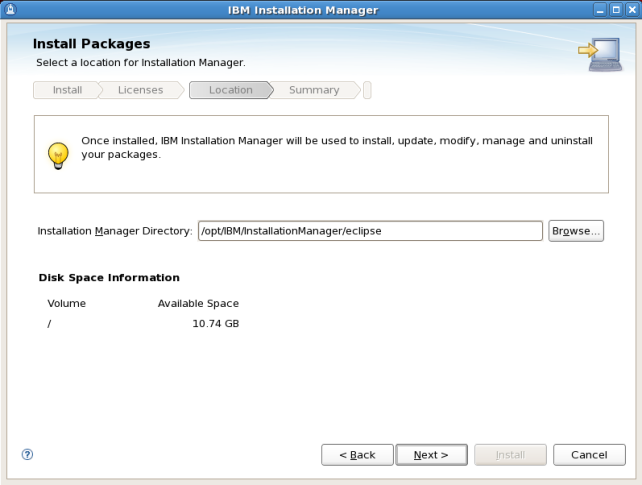 IBM Installation Manager
Install Packages
Select a location for Installation Manager.
Install Licenses Location Summary
Once installed, IBM Installation Manager will be used to install, update, modify, manage and uninstall
your packages.
Installation Manager Directory: /opt/IBM/InstallationManager/eclipse Browse...
Disk Space Information
Volume Available Space
/ 10.74 GB
? < Back Next > Install Cancel